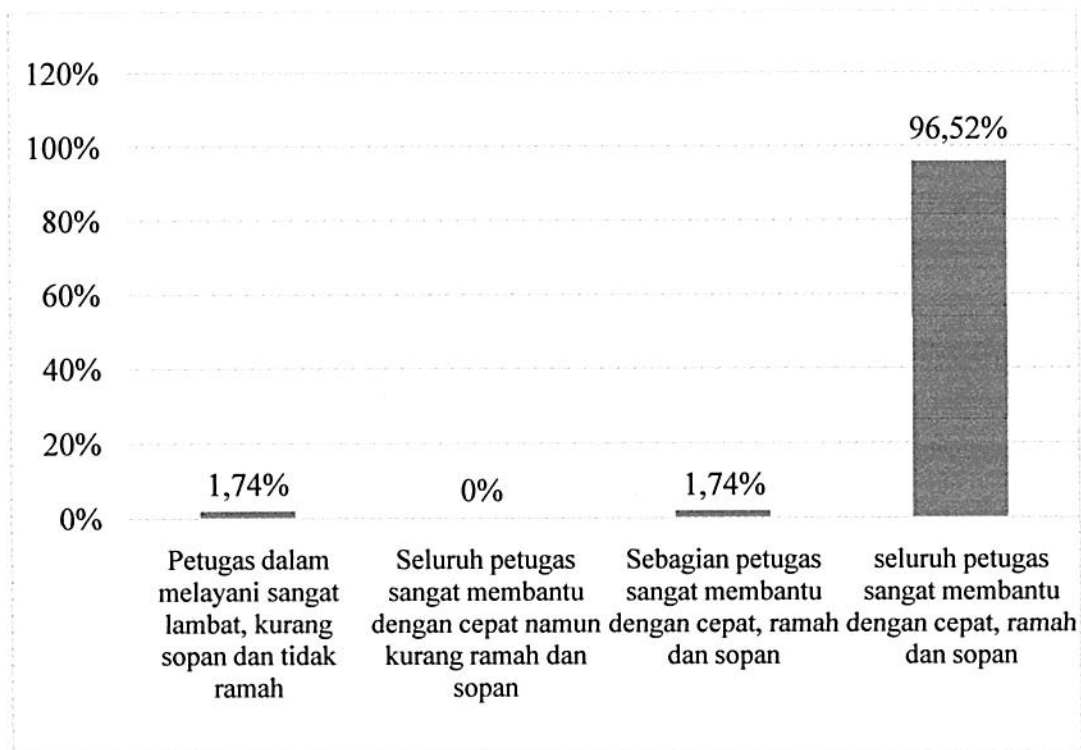 120%
100%
80%
60%
40%
20%
0%
1,74%
0%
1,74%
96,52%
Petugas dalam
melayani sangat
lambat, kurang
sopan dan tidak
ramah
Seluruh petugas
sangat membantu
dengan cepat namun
kurang ramah dan
sopan
Sebagian petugas
sangat membantu
dengan cepat, ramah
dan sopan
seluruh petugas
sangat membantu
dengan cepat, ramah
dan sopan